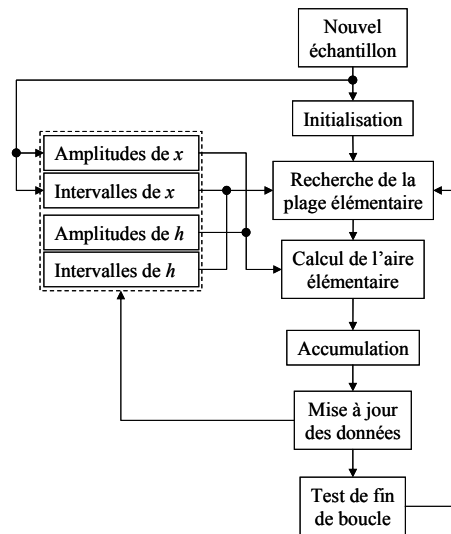 Nouvel
échantillon
Initialisation
Amplitudes de x
Intervalles de x
Amplitudes de h
Intervalles de h
Recherche de la
plage élémentaire
Calcul de l'aire
élémentaire
Accumulation
Mise à jour
des données
Test de fin
de boucle